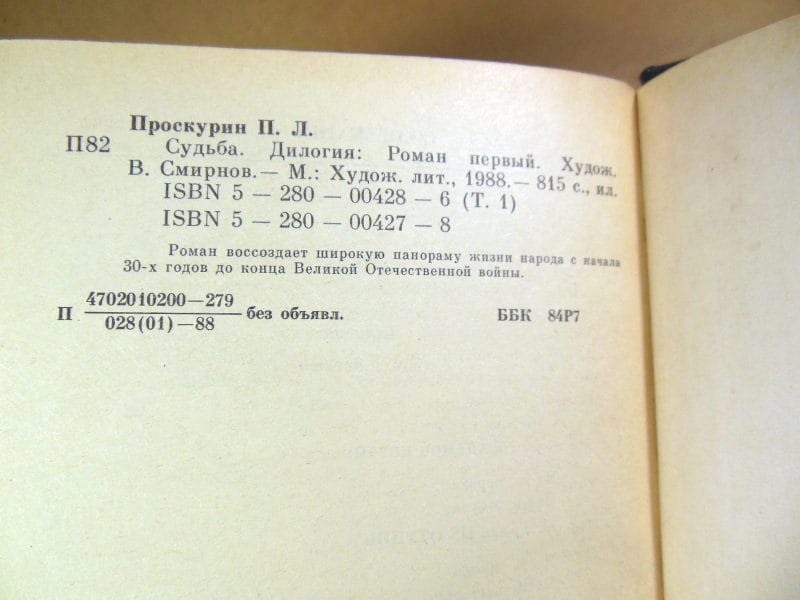 Проскурин П. Л.
П82 Судьба. Дилогия: Роман первый. Худож.
В. Смирнов.— М.: Худож. лит., 1988.— 815 с., ил.
ISBN 5 — 280 — 00428 — 6 (Т. 1)
ISBN 5 — 280 — 00427 — 8
Роман воссоздает широкую панораму жизни народа с начала
30-х годов до конца Великой Отечественной войны.
П 4702010200—279
028(01)—88 без объявл. ББК 84Р7